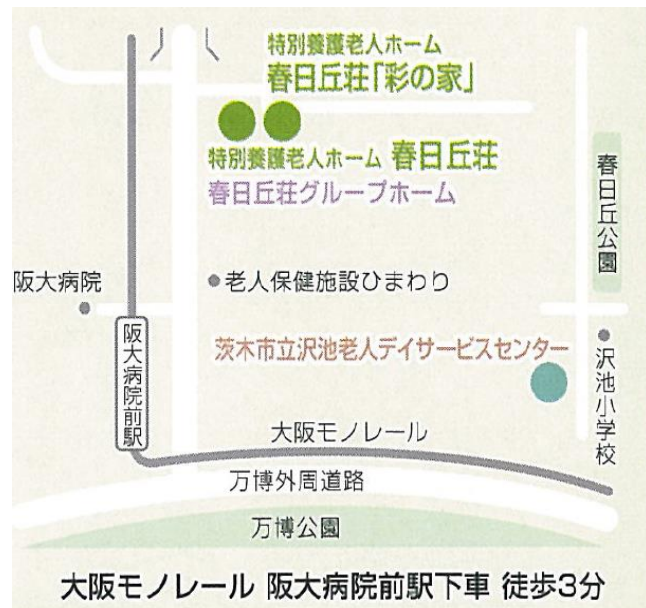 特別養護老人ホーム
春日丘荘「彩の家」
特別養護老人ホーム 春日丘荘
春日丘荘グループホーム
春日丘公園
阪大病院
老人保健施設ひまわり
阪大病院前駅
茨木市立沢池老人デイサービスセンター
沢池小学校
大阪モノレール
万博外周道路
万博公園
大阪モノレール 阪大病院前駅下車 徒歩3分